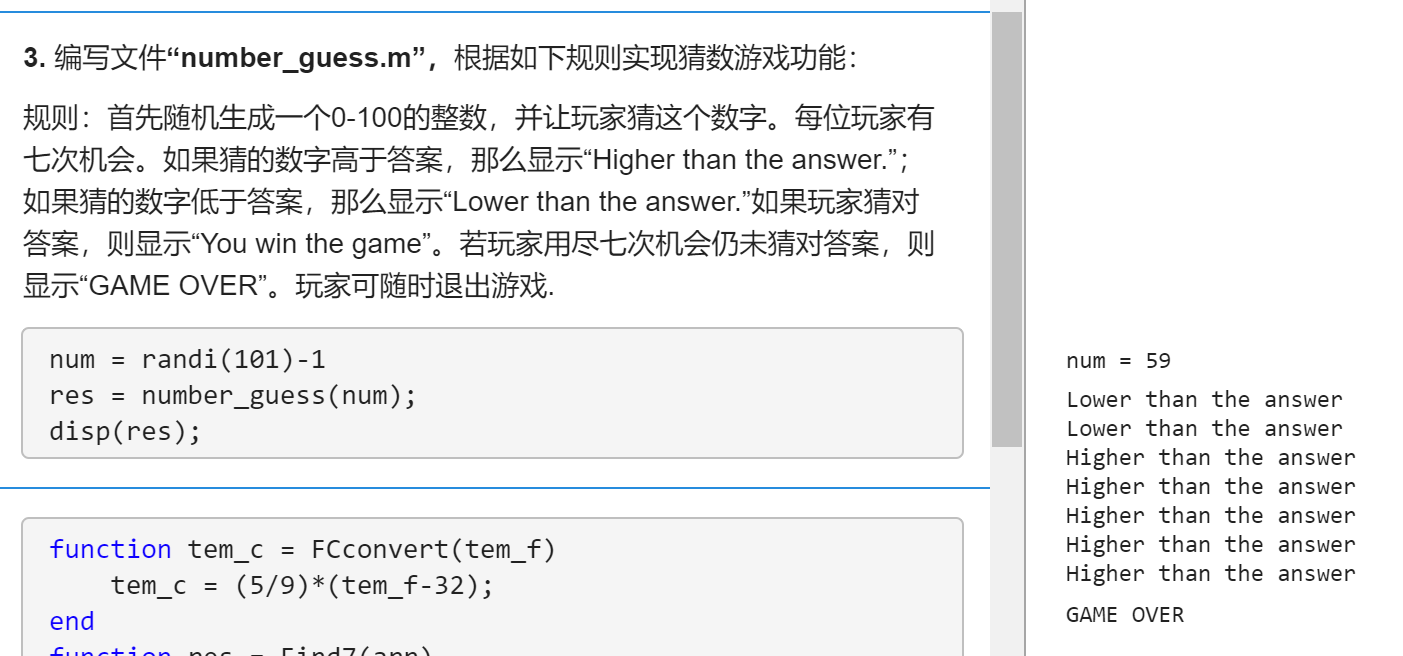 3. 编写文件“number_guess.m”，根据如下规则实现猜数游戏功能：
规则：首先随机生成一个0-100的整数，并让玩家猜这个数字。每位玩家有
七次机会。如果猜的数字高于答案，那么显示“Higher than the answer.”；
如果猜的数字低于答案，那么显示“Lower than the answer.”如果玩家猜对
答案，则显示“You win the game”。若玩家用尽七次机会仍未猜对答案，则
显示“GAME OVER”。玩家可随时退出游戏.
num = randi(101)-1
res = number_guess(num);
disp(res);
function tem_c = FCconvert(tem_f)
tem_c = (5/9)*(tem_f-32);
end
function res = Find7(arr)
num = 59
Lower than the answer
Lower than the answer
Higher than the answer
Higher than the answer
Higher than the answer
Higher than the answer
Higher than the answer
GAME OVER